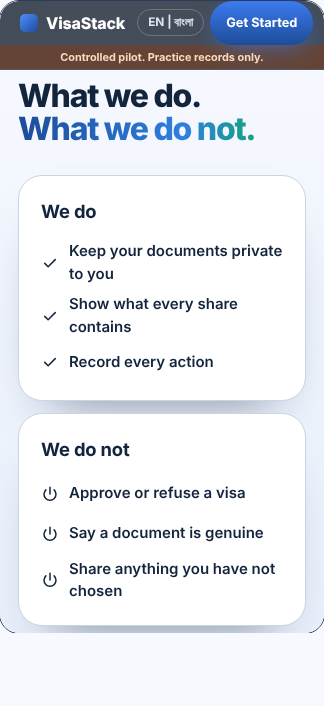 VisaStack
EN | বাংলা
Get Started
Controlled pilot. Practice records only.
What we do.
What we do not.
We do
Keep your documents private
to you
Show what every share
contains
Record every action
We do not
Approve or refuse a visa
Say a document is genuine
Share anything you have not
chosen